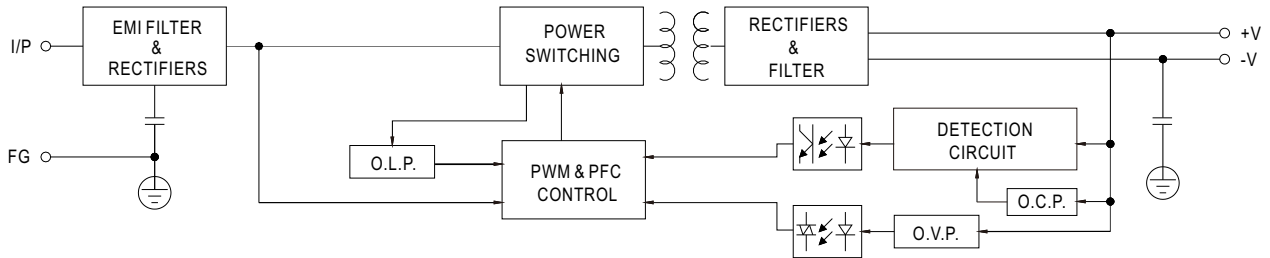 I/P
EMI FILTER
&
RECTIFIERS
POWER
SWITCHING
RECTIFIERS
&
FILTER
+V
-V
FG
O.L.P.
PWM & PFC
CONTROL
DETECTION
CIRCUIT
O.C.P.
O.V.P.